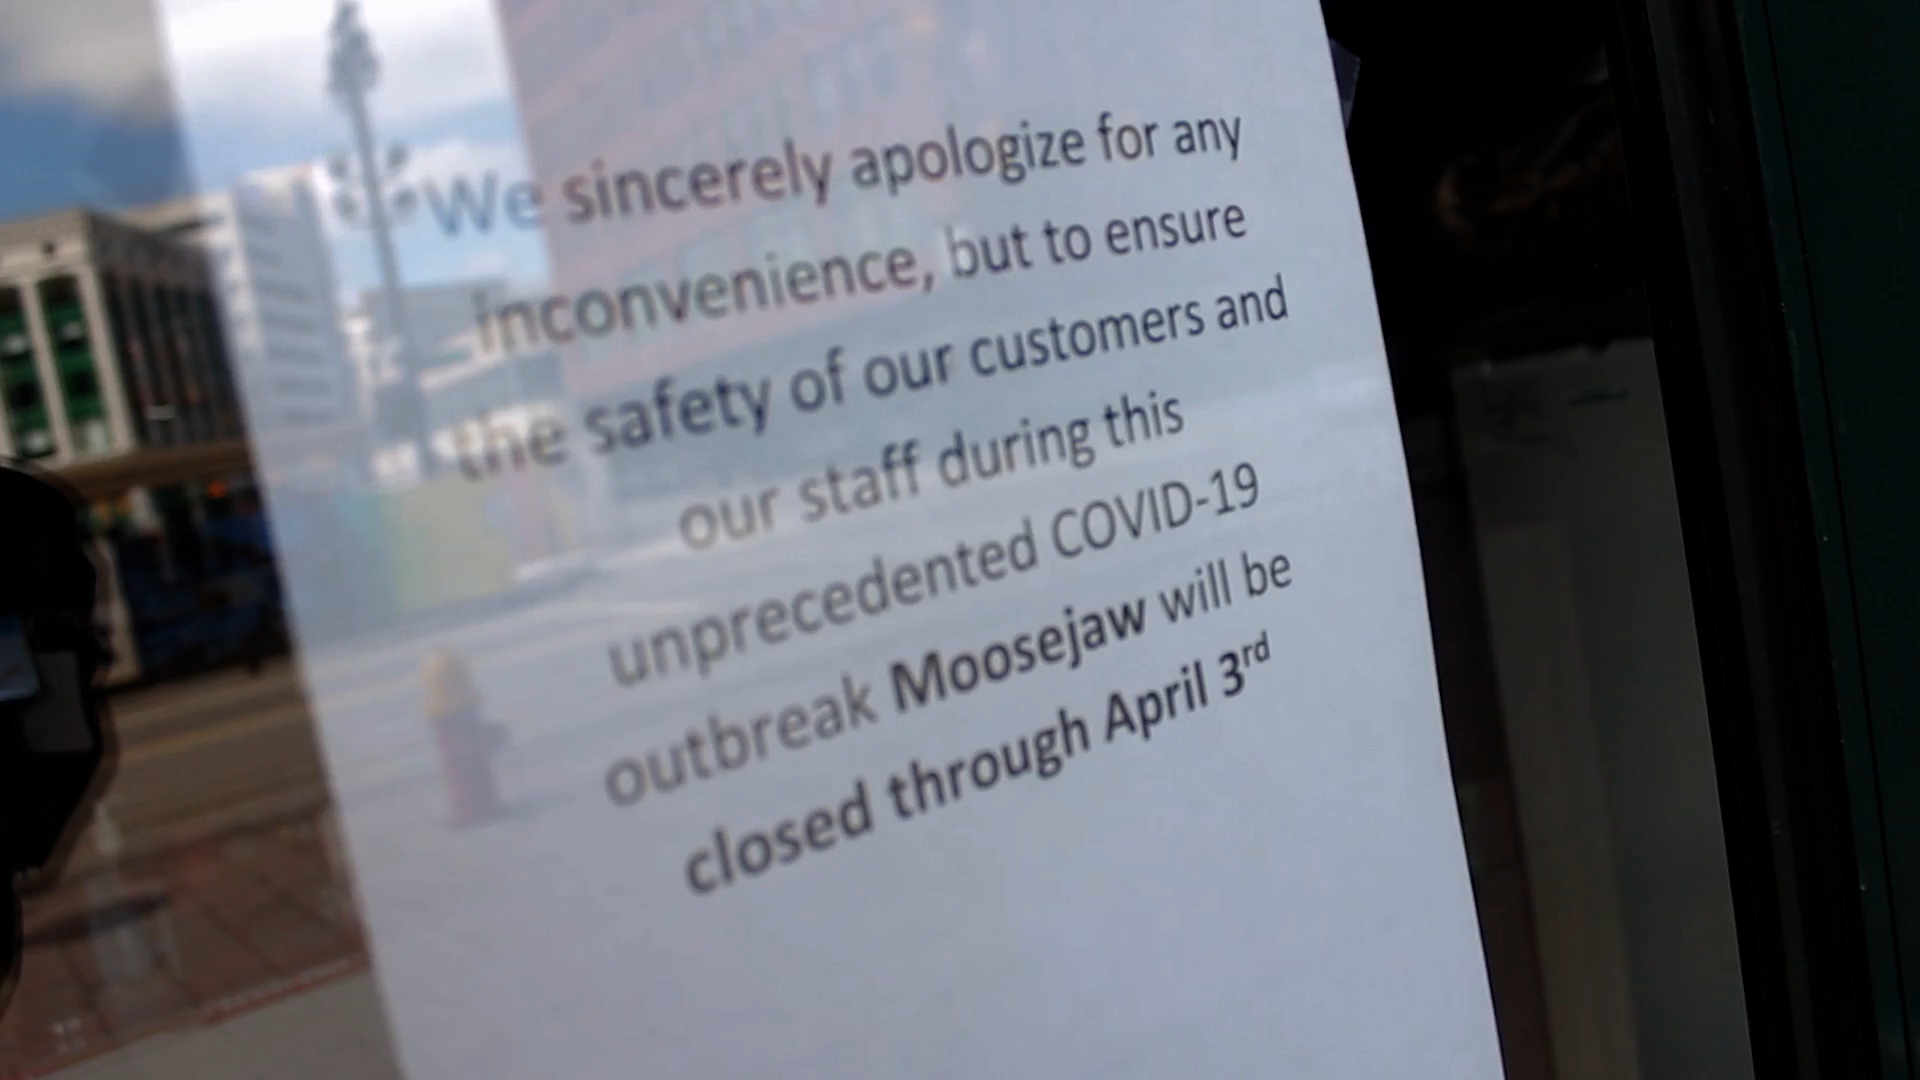 We sincerely apologize for any
inconvenience, but to ensure
the safety of our customers and
our staff during this
unprecedented COVID-19
outbreak Moosejaw will be
closed through April 3rd